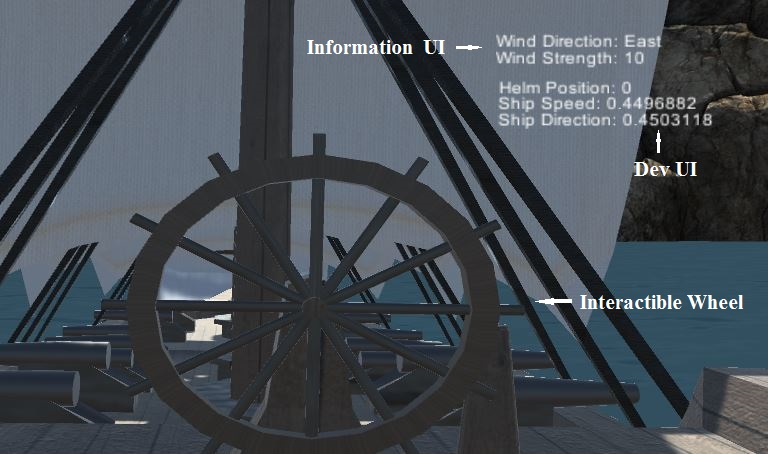 Information UI
Wind Direction: East
Wind Strength: 10
Helm Position: 0
Ship Speed: 0.4496882
Ship Direction: 0.4503118
Dev UI
Interactible Wheel